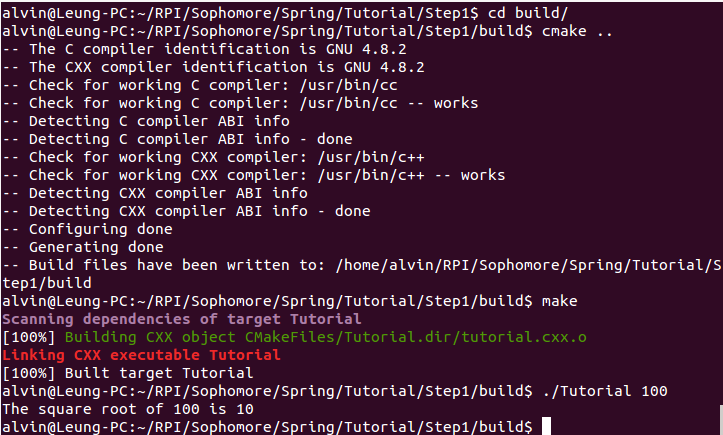 alvin@Leung-PC:~/RPI/Sophomore/Spring/Tutorial/Step1$ cd build/
alvin@Leung-PC:~/RPI/Sophomore/Spring/Tutorial/Step1/build$ cmake ..
-- The C compiler identification is GNU 4.8.2
-- The CXX compiler identification is GNU 4.8.2
-- Check for working C compiler: /usr/bin/cc
-- Check for working C compiler: /usr/bin/cc -- works
-- Detecting C compiler ABI info
-- Detecting C compiler ABI info - done
-- Check for working CXX compiler: /usr/bin/c++
-- Check for working CXX compiler: /usr/bin/c++ -- works
-- Detecting CXX compiler ABI info
-- Detecting CXX compiler ABI info - done
-- Configuring done
-- Generating done
-- Build files have been written to: /home/alvin/RPI/Sophomore/Spring/Tutorial/S
tep1/build
alvin@Leung-PC:~/RPI/Sophomore/Spring/Tutorial/Step1/build$ make
Scanning dependencies of target Tutorial
[100%] Building CXX object CMakeFiles/Tutorial.dir/tutorial.cxx.o
Linking CXX executable Tutorial
[100%] Built target Tutorial
alvin@Leung-PC:~/RPI/Sophomore/Spring/Tutorial/Step1/build$ ./Tutorial 100
The square root of 100 is 10
alvin@Leung-PC:~/RPI/Sophomore/Spring/Tutorial/Step1/build$